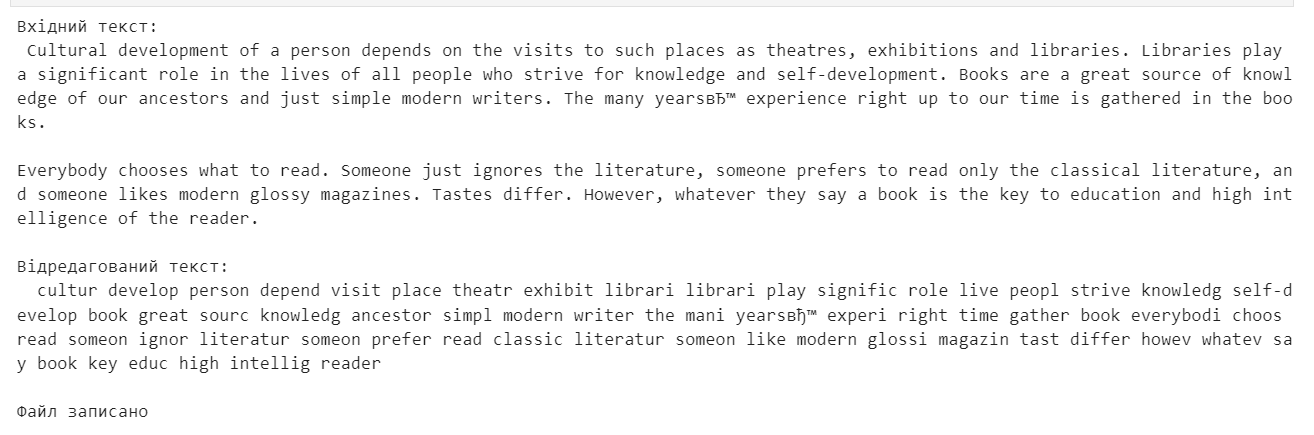 Вхідний текст:
Cultural development of a person depends on the visits to such places as theatres, exhibitions and libraries. Libraries play
a significant role in the lives of all people who strive for knowledge and self-development. Books are a great source of knowl
edge of our ancestors and just simple modern writers. The many yearsвЂ™ experience right up to our time is gathered in the boo
ks.
Everybody chooses what to read. Someone just ignores the literature, someone prefers to read only the classical literature, an
d someone likes modern glossy magazines. Tastes differ. However, whatever they say a book is the key to education and high int
elligence of the reader.
Відредагований текст:
cultur develop person depend visit place theatr exhibit librari librari play signific role live peopl strive knowledg self-d
evelop book great sourc knowledg ancestor simpl modern writer the mani yearsвђ™ experi right time gather book everybodi choos
read someon ignor literatur someon prefer read classic literatur someon like modern glossi magazin tast differ howev whatev sa
y book key educ high intellig reader
Файл записано